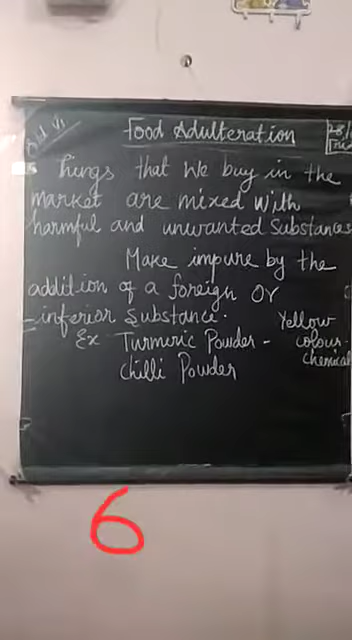 Food Adulteration
Things that we buy in the
market are mixed with
harmful and unwanted Substances
Make impure by the
addition of a foreign Or
inferior Substance.
Ex Turmeric Powder - Yellow
colour
chemical
Chilli Powder
6